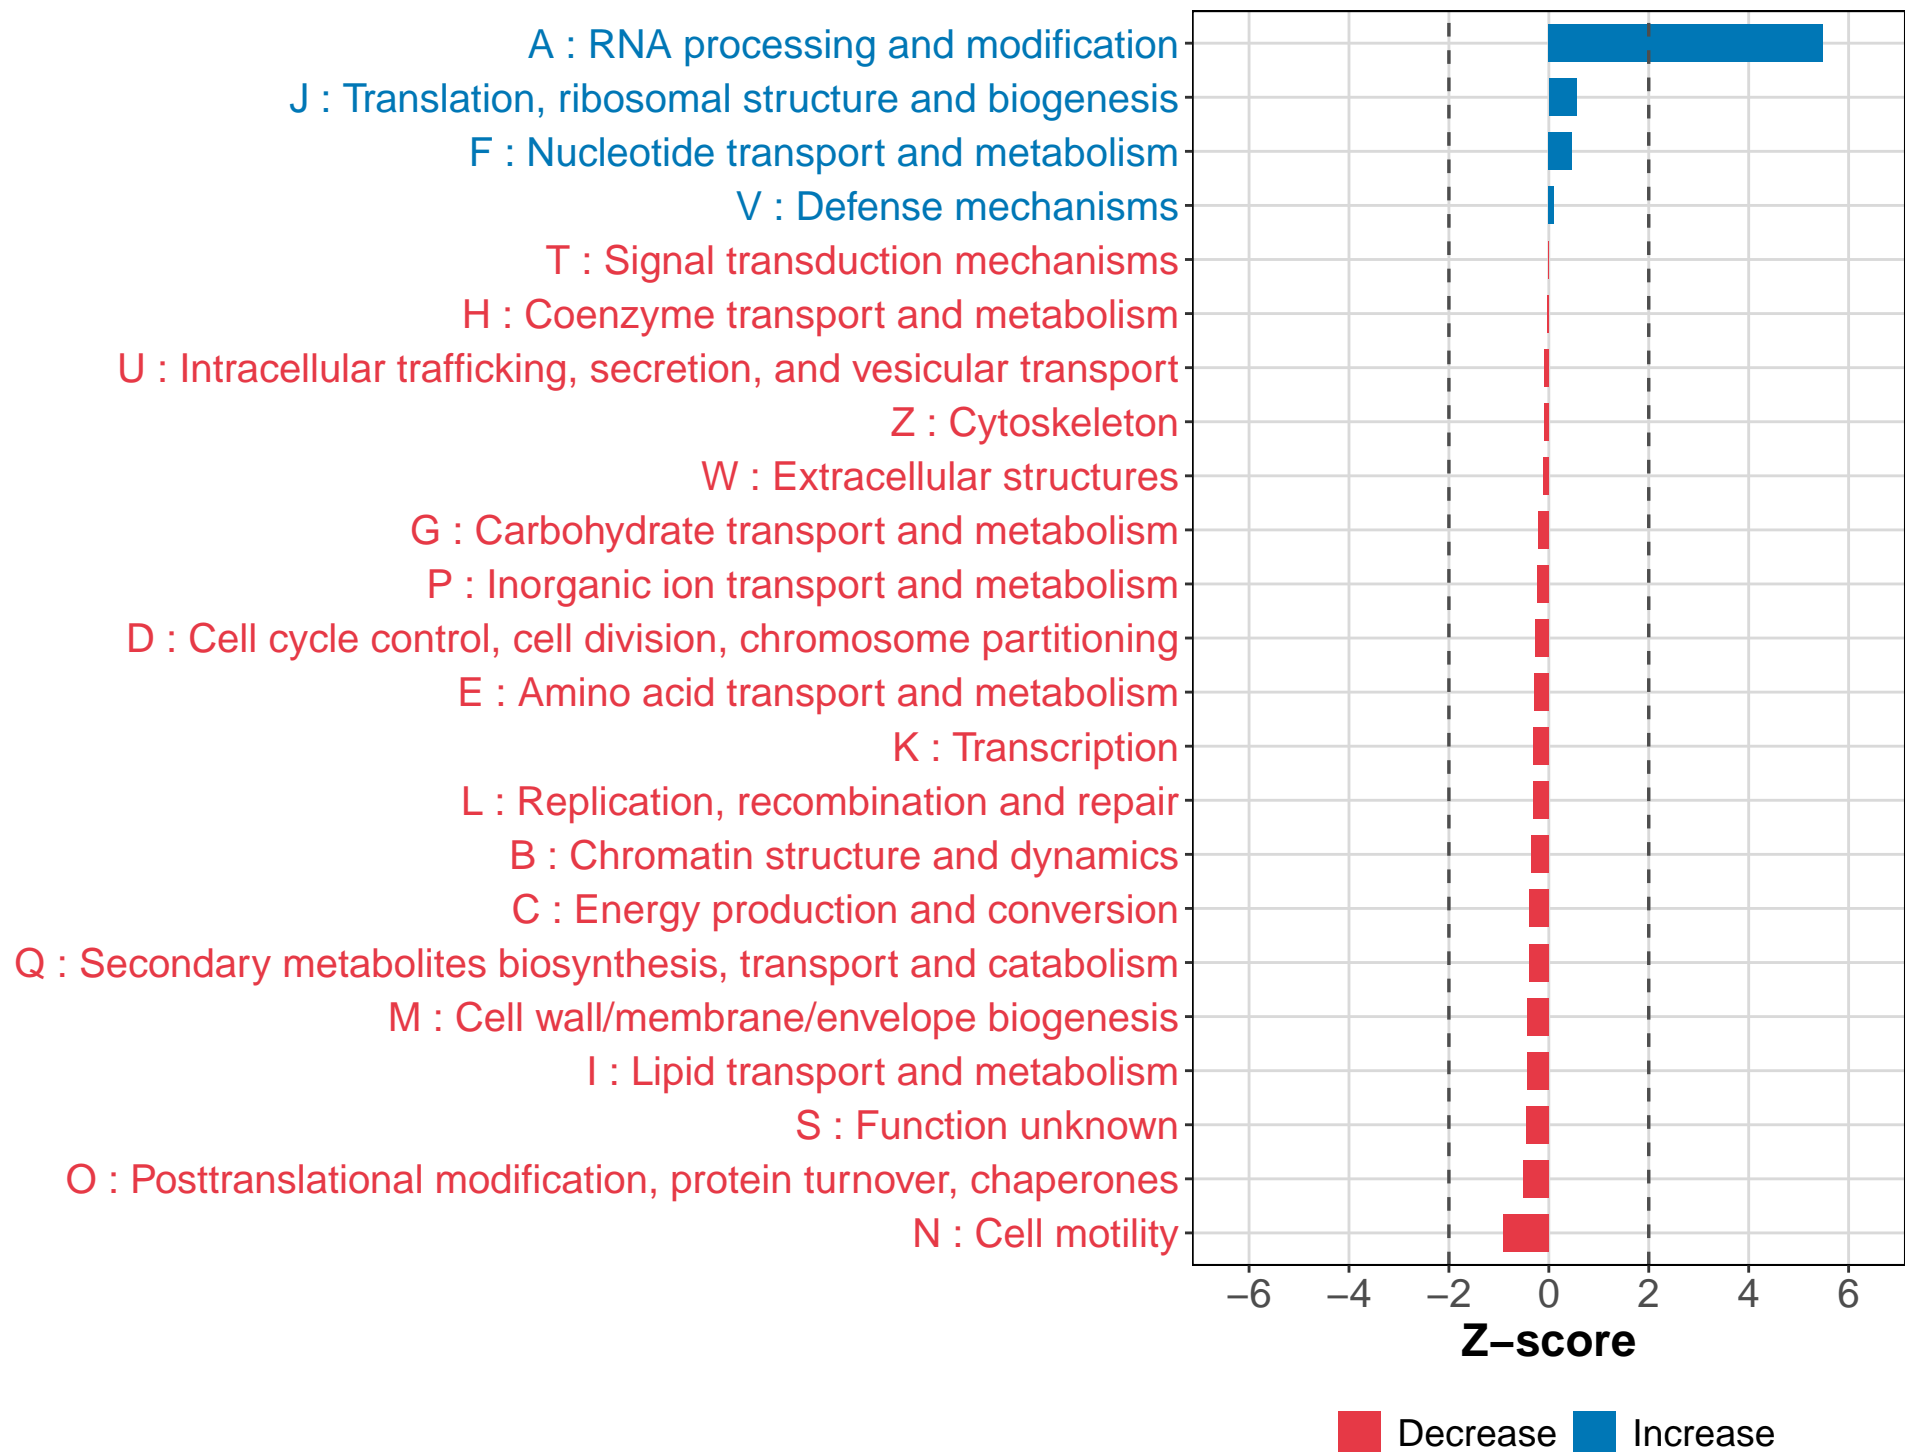 A : RNA processing and modification
J : Translation, ribosomal structure and biogenesis
F : Nucleotide transport and metabolism
V : Defense mechanisms
T : Signal transduction mechanisms
H : Coenzyme transport and metabolism
U : Intracellular trafficking, secretion, and vesicular transport
Z : Cytoskeleton
W : Extracellular structures
G : Carbohydrate transport and metabolism
P : Inorganic ion transport and metabolism
D : Cell cycle control, cell division, chromosome partitioning
E : Amino acid transport and metabolism
K : Transcription
L : Replication, recombination and repair
B : Chromatin structure and dynamics
C : Energy production and conversion
Q : Secondary metabolites biosynthesis, transport and catabolism
M : Cell wall/membrane/envelope biogenesis
I : Lipid transport and metabolism
S : Function unknown
O : Posttranslational modification, protein turnover, chaperones
N : Cell motility
−6 −4 −2 0 2 4 6
Z−score
Decrease Increase